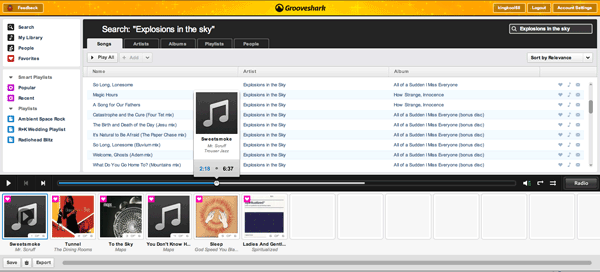 Feedback
Grooveshark
Logout
Account Settings
Search
My Library
People
Favorites
Smart Playlists
Popular
Recent
Playlists
Ambient Space Rock
R+K Wedding Playlist
Radiohead Blitz
Search: "Explosions in the sky"
Explosions in the sky
Songs
Artists
Albums
Playlists
People
Play All
Add
Sort by Relevance
Name
Artist
Album
So Long, Lonesome
Explosions in the Sky
All of a Sudden I Miss Everyone
Magic Hours
Explosions in the Sky
How Strange, Innocence
A Song for Our Fathers
Explosions in the Sky
How Strange, Innocence
Catastrophe and the Cure (Four Tet mix)
Explosions in the Sky
All of a Sudden I Miss Everyone (bonus disc)
The Birth and Death of the Day (Jesu mix)
Explosions in the Sky
All of a Sudden I Miss Everyone (bonus disc)
It's Natural to Be Afraid (The Paper Chase mix)
Explosions in the Sky
All of a Sudden I Miss Everyone (bonus disc)
So Long, Lonesome (Eluvium mix)
Explosions in the Sky
All of a Sudden I Miss Everyone (bonus disc)
Welcome, Ghosts (Adem mix)
Explosions in the Sky
All of a Sudden I Miss Everyone (bonus disc)
What Do You Go Home To? (Mountains mix)
Explosions in the Sky
All of a Sudden I Miss Everyone (bonus disc)
Sweetsmoke
Mr. Scruff
Trouser Jazz
2:19
6:37
Radio
Sweetsmoke
Mr. Scruff
Tunnel
The Dining Rooms
To the Sky
Maps
You Don't Know H...
Maps
Sleep
God Speed You Bla...
Ladies And Gentl...
Spiritualized
Save
Export